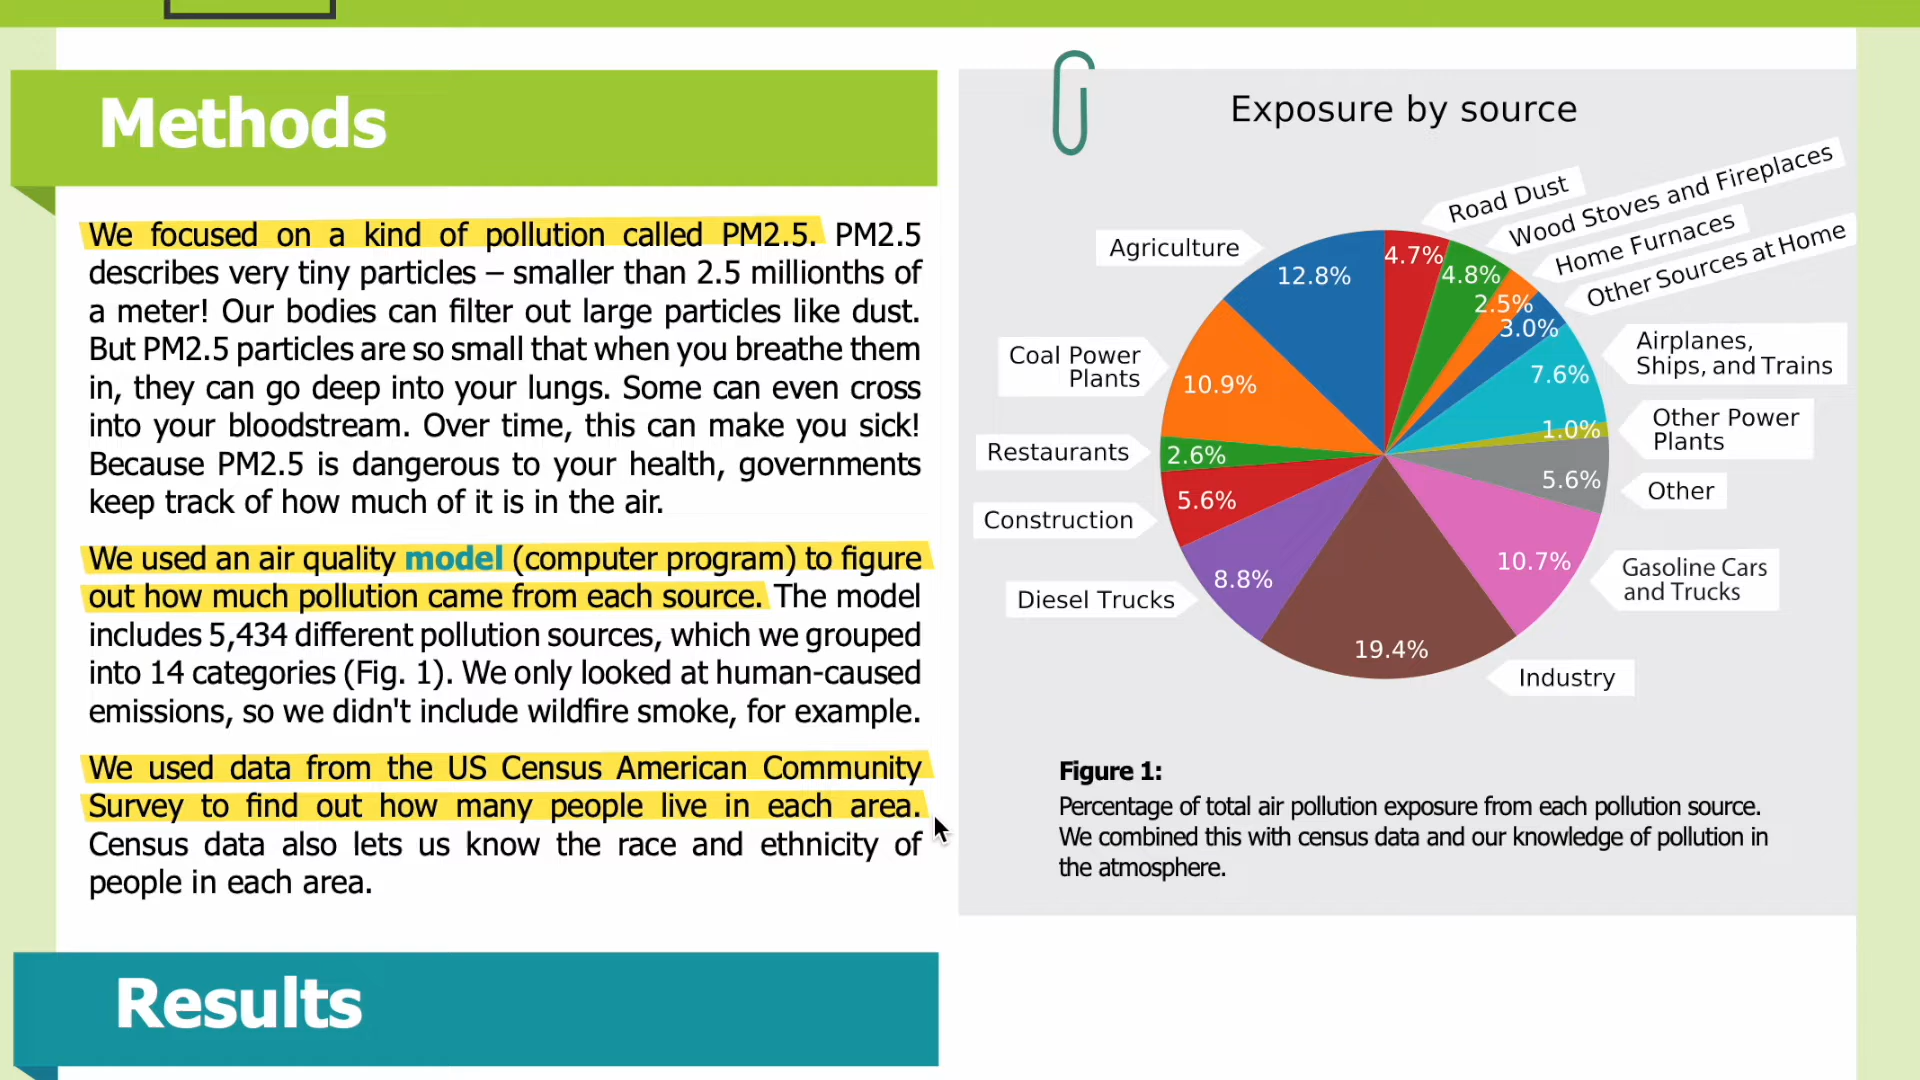 Methods
We focused on a kind of pollution called PM2.5. PM2.5
describes very tiny particles – smaller than 2.5 millionths of
a meter! Our bodies can filter out large particles like dust.
But PM2.5 particles are so small that when you breathe them
in, they can go deep into your lungs. Some can even cross
into your bloodstream. Over time, this can make you sick!
Because PM2.5 is dangerous to your health, governments
keep track of how much of it is in the air.
We used an air quality model (computer program) to figure
out how much pollution came from each source. The model
includes 5,434 different pollution sources, which we grouped
into 14 categories (Fig. 1). We only looked at human-caused
emissions, so we didn't include wildfire smoke, for example.
We used data from the US Census American Community
Survey to find out how many people live in each area.
Census data also lets us know the race and ethnicity of
people in each area.
Results
Exposure by source
Road Dust
4.7%
Wood Stoves and Fireplaces
4.8%
Home Furnaces
2.5%
Other Sources at Home
3.0%
Airplanes,
Ships, and Trains
7.6%
Other Power
Plants
1.0%
Other
5.6%
Gasoline Cars
and Trucks
10.7%
Industry
19.4%
Diesel Trucks
8.8%
Construction
5.6%
Restaurants
2.6%
Coal Power
Plants
10.9%
Agriculture
12.8%
Figure 1:
Percentage of total air pollution exposure from each pollution source.
We combined this with census data and our knowledge of pollution in
the atmosphere.